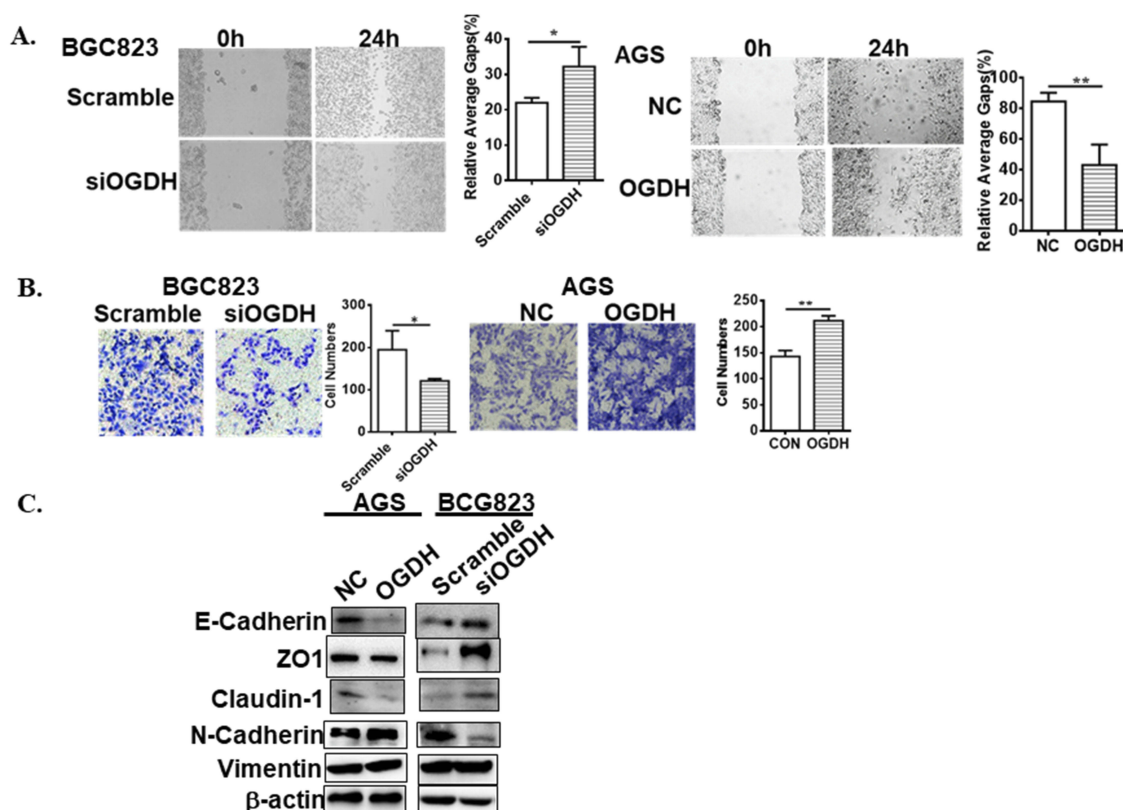 A.
BGC823
0h 24h
Scramble
siOGDH
Relative Average Gaps(%)
40
30
20
10
0
*
Scramble siOGDH
AGS
0h 24h
NC
OGDH
Relative Average Gaps(%)
100
80
60
40
20
0
**
NC OGDH
B.
BGC823
Scramble siOGDH
Cell Numbers
300
200
100
0
*
Scramble siOGDH
AGS
NC OGDH
Cell Numbers
250
200
150
100
50
0
**
CON OGDH
C.
AGS BCG823
NC OGDH Scramble siOGDH
E-Cadherin
ZO1
Claudin-1
N-Cadherin
Vimentin
β-actin